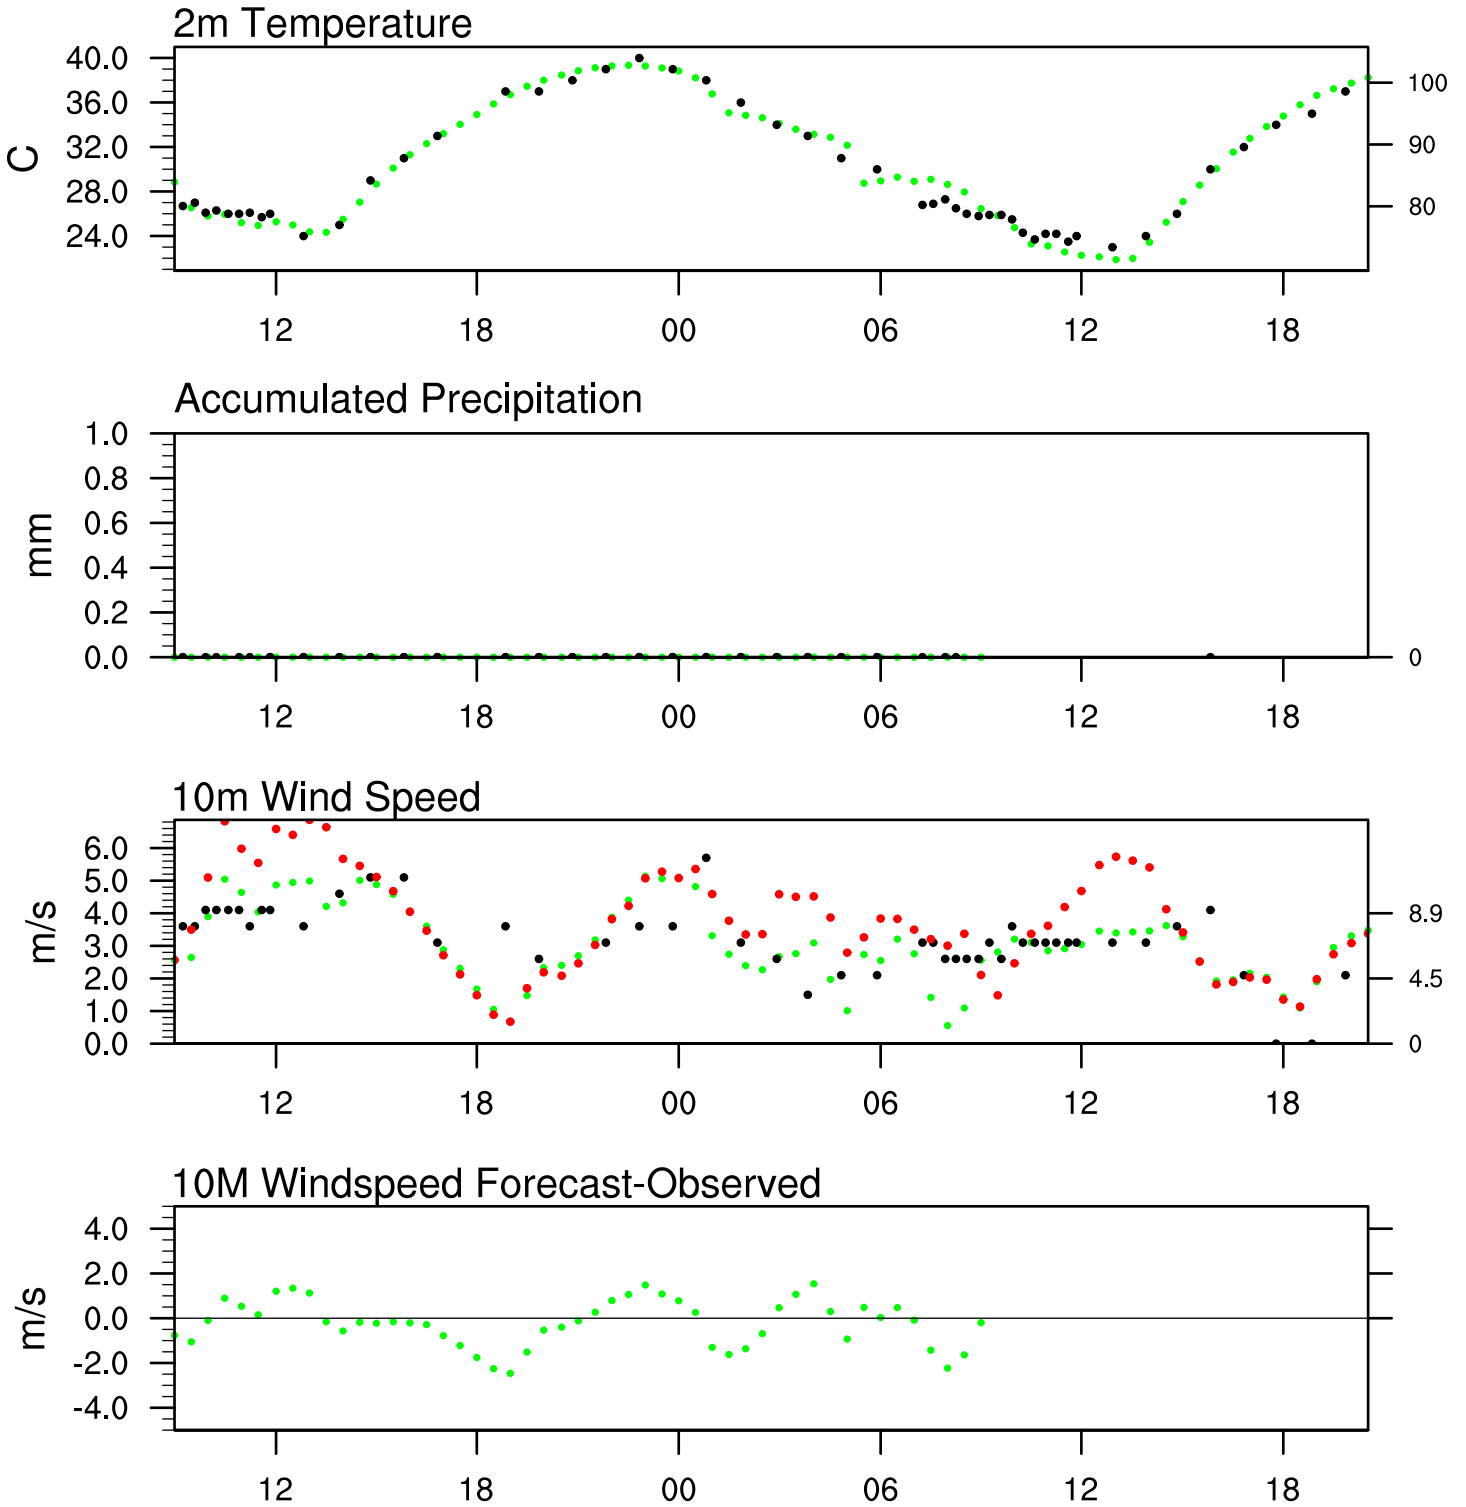 2m Temperature
40.0
36.0
32.0
28.0
24.0
C
100
90
80
12 18 00 06 12 18
Accumulated Precipitation
1.0
0.8
0.6
0.4
0.2
0.0
mm
0
12 18 00 06 12 18
10m Wind Speed
6.0
5.0
4.0
3.0
2.0
1.0
0.0
m/s
8.9
4.5
0
12 18 00 06 12 18
10M Windspeed Forecast-Observed
4.0
2.0
0.0
-2.0
-4.0
m/s
12 18 00 06 12 18